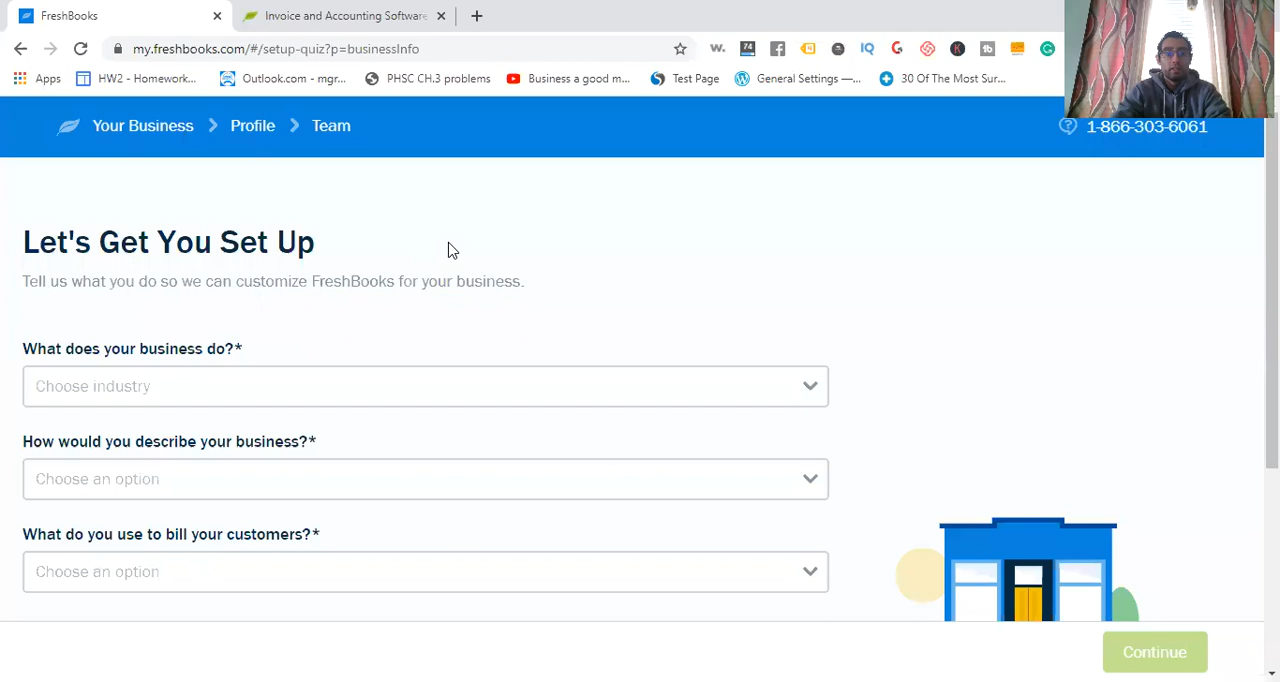 FreshBooks
Invoice and Accounting Software
my.freshbooks.com/#/setup-quiz?p=businessInfo
w.
74
IQ
G
K
tb
Apps
HW2 - Homework...
Outlook.com - mgr...
PHSC CH.3 problems
Business a good m...
Test Page
General Settings —...
30 Of The Most Sur...
Your Business
Profile
Team
1-866-303-6061
Let's Get You Set Up
Tell us what you do so we can customize FreshBooks for your business.
What does your business do?*
Choose industry
How would you describe your business?*
Choose an option
What do you use to bill your customers?*
Choose an option
Continue